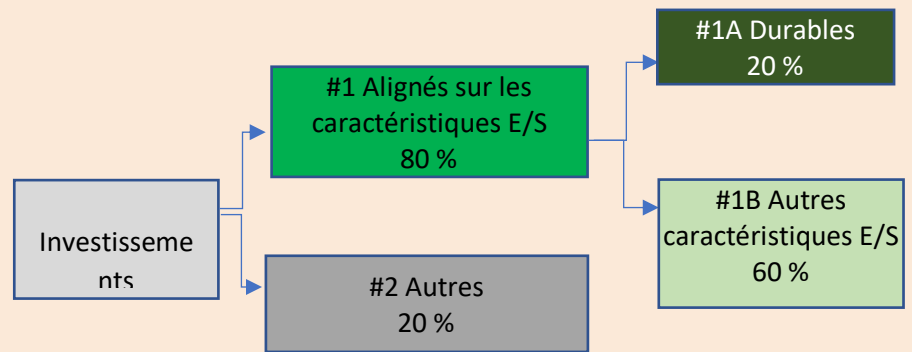 #1A Durables
20 %
#1 Alignés sur les
caractéristiques E/S
80 %
#1B Autres
caractéristiques E/S
60 %
Investisseme
nts
#2 Autres
20 %